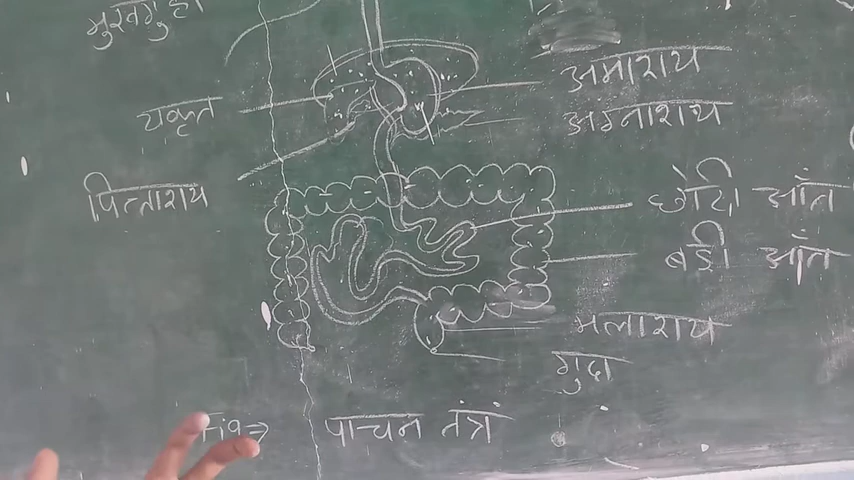 मुखगुहा
अमाशय
यकृत
अग्नाशय
पित्ताशय
छोटी आँत
बड़ी आँत
मलाशय
गुदा
Fig ⇒ पाचन तंत्र